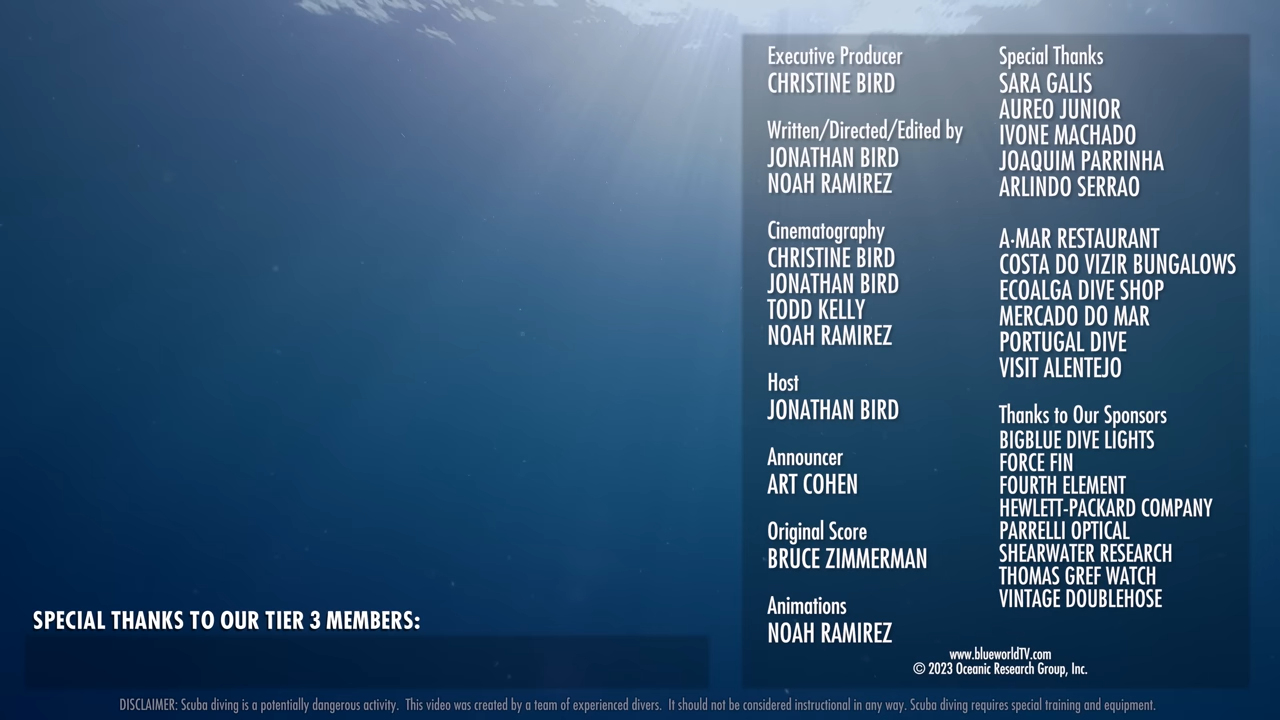 Executive Producer
CHRISTINE BIRD
Written/Directed/Edited by
JONATHAN BIRD
NOAH RAMIREZ
Cinematography
CHRISTINE BIRD
JONATHAN BIRD
TODD KELLY
NOAH RAMIREZ
Host
JONATHAN BIRD
Announcer
ART COHEN
Original Score
BRUCE ZIMMERMAN
Animations
NOAH RAMIREZ
Special Thanks
SARA GALIS
AUREO JUNIOR
IVONE MACHADO
JOAQUIM PARRINHA
ARLINDO SERRAO
A·MAR RESTAURANT
COSTA DO VIZIR BUNGALOWS
ECOALGA DIVE SHOP
MERCADO DO MAR
PORTUGAL DIVE
VISIT ALENTEJO
Thanks to Our Sponsors
BIGBLUE DIVE LIGHTS
FORCE FIN
FOURTH ELEMENT
HEWLETT-PACKARD COMPANY
PARRELLI OPTICAL
SHEARWATER RESEARCH
THOMAS GREF WATCH
VINTAGE DOUBLEHOSE
www.blueworldTV.com
© 2023 Oceanic Research Group, Inc.
SPECIAL THANKS TO OUR TIER 3 MEMBERS:
DISCLAIMER: Scuba diving is a potentially dangerous activity. This video was created by a team of experienced divers. It should not be considered instructional in any way. Scuba diving requires special training and equipment.